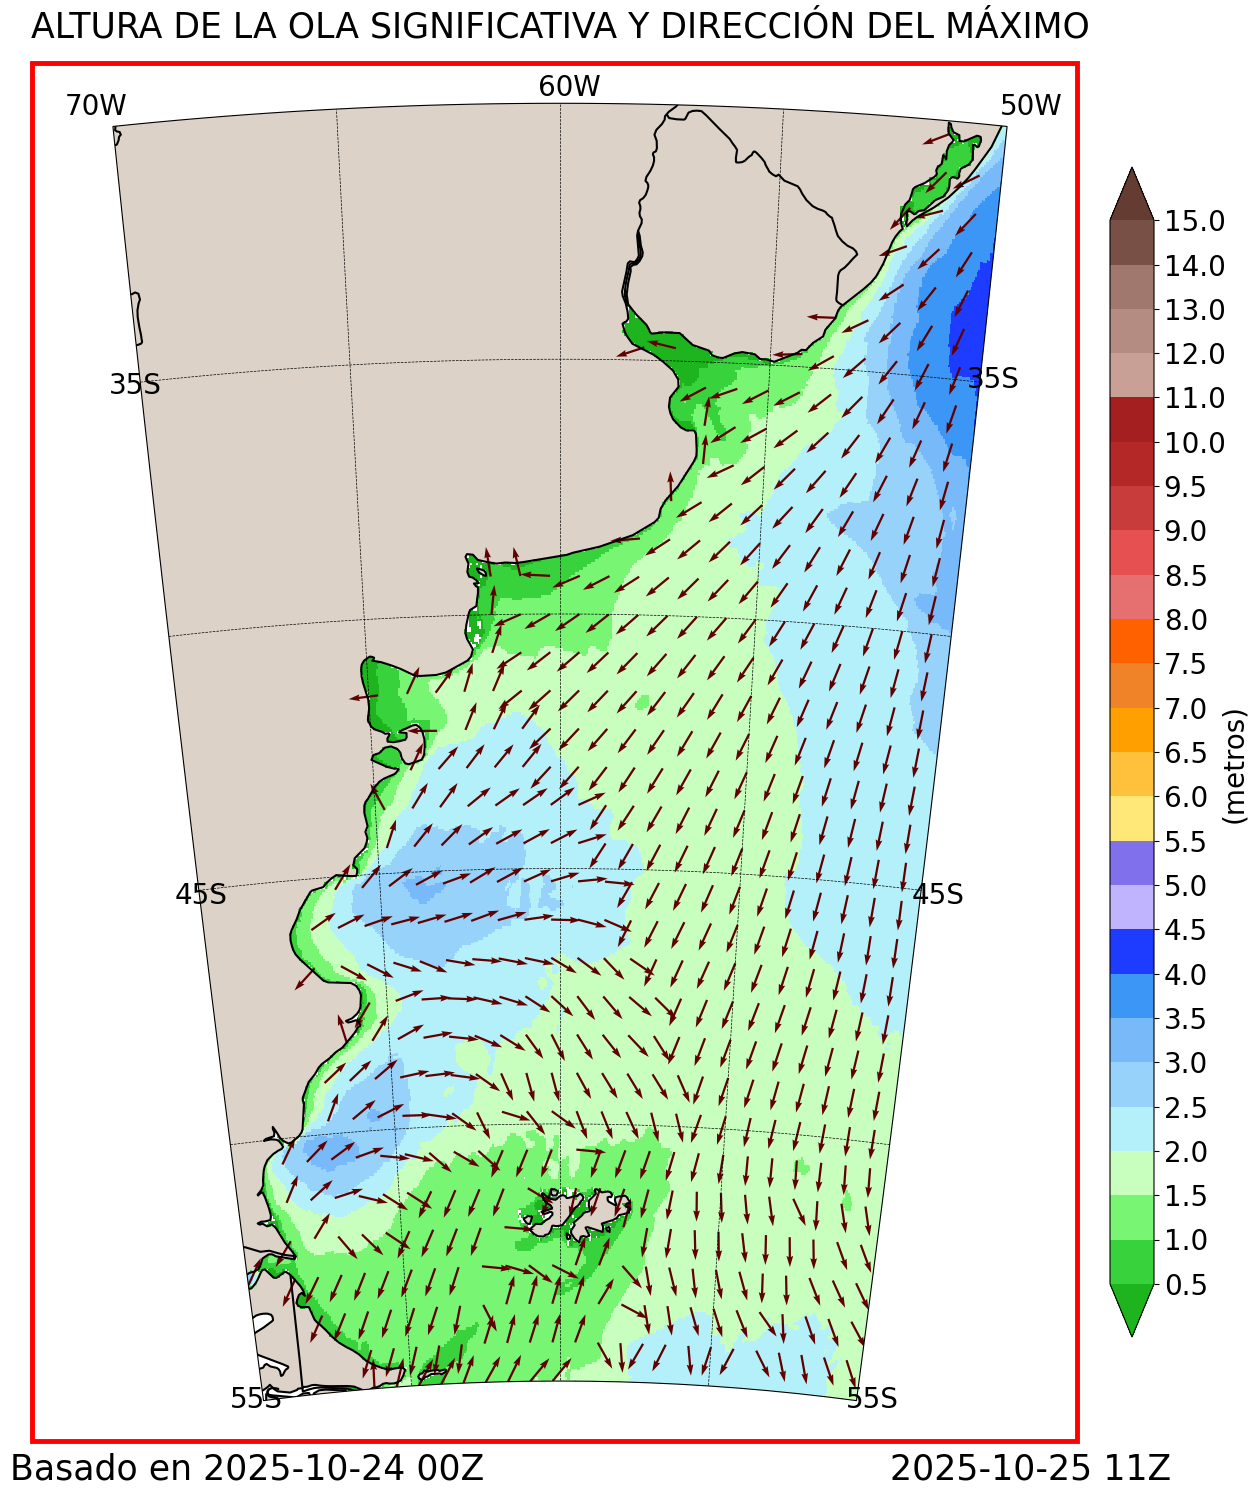 ALTURA DE LA OLA SIGNIFICATIVA Y DIRECCIÓN DEL MÁXIMO
70W
60W
50W
35S
35S
45S
45S
55S
55S
15.0
14.0
13.0
12.0
11.0
10.0
9.5
9.0
8.5
8.0
7.5
7.0
6.5
6.0
5.5
5.0
4.5
4.0
3.5
3.0
2.5
2.0
1.5
1.0
0.5
(metros)
Basado en 2025-10-24 00Z
2025-10-25 11Z